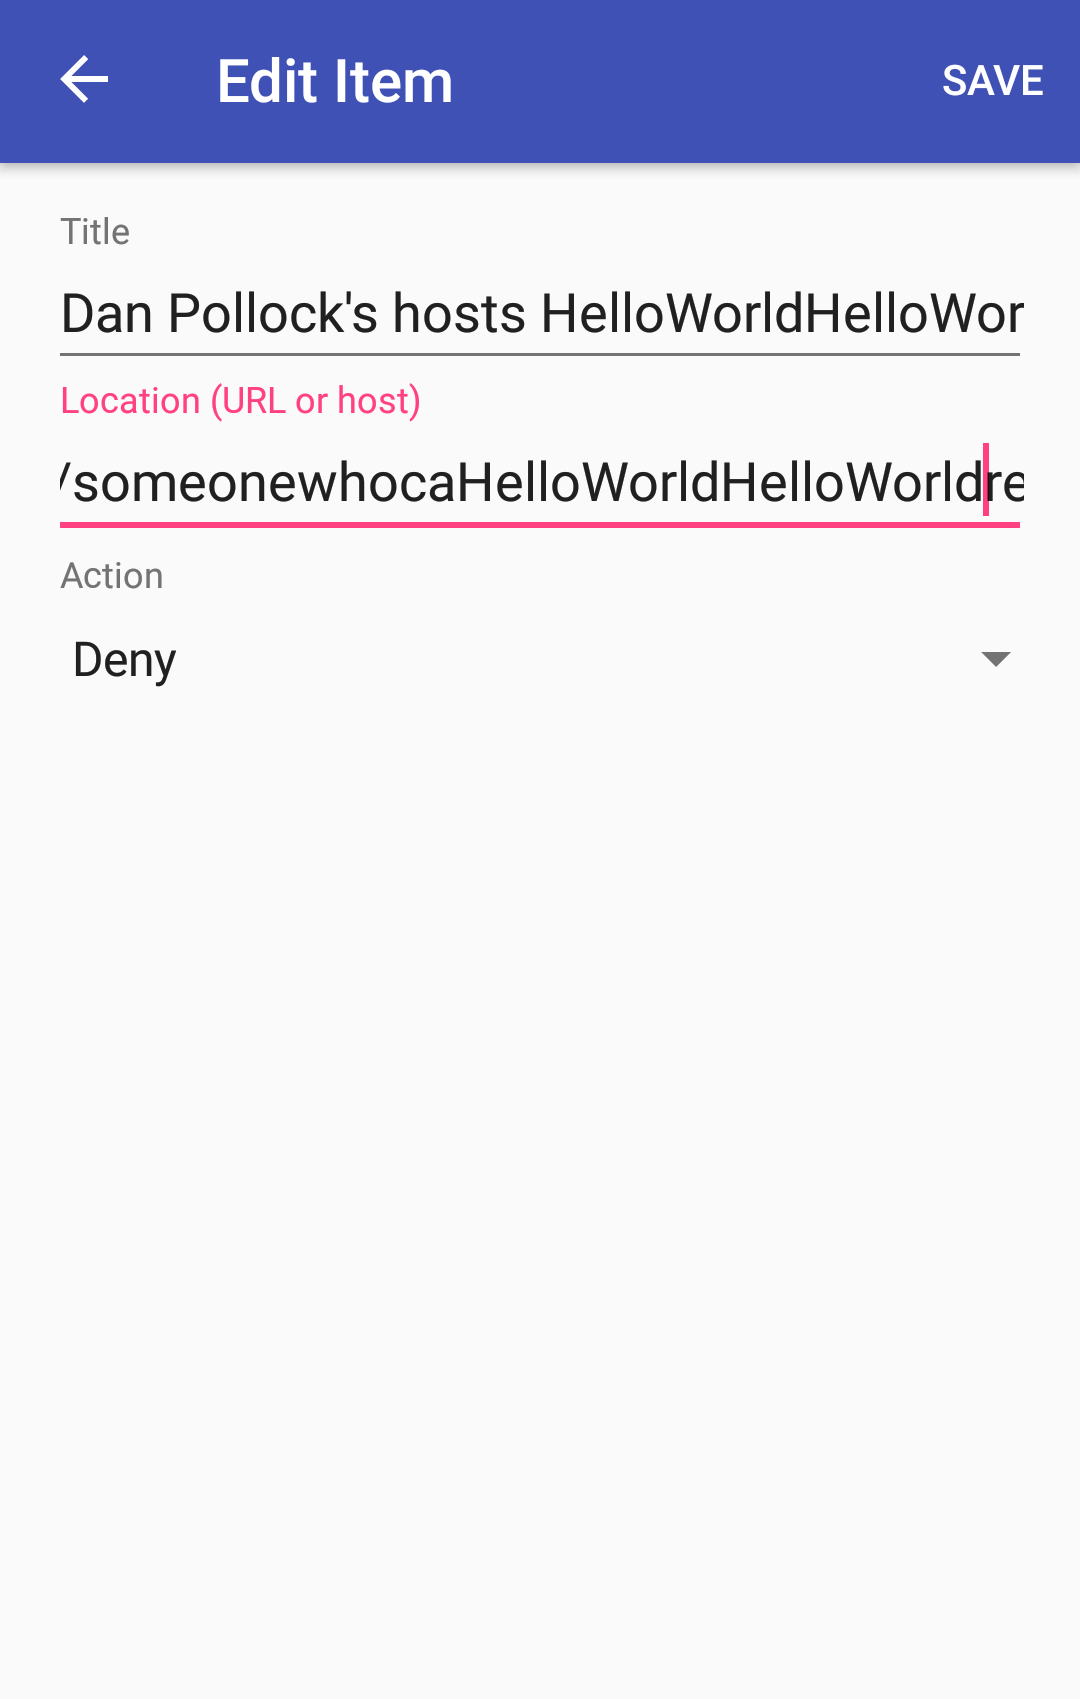 Edit Item
SAVE
Title
Dan Pollock's hosts HelloWorldHelloWor
Location (URL or host)
/someonewhocaHelloWorldHelloWorldre
Action
Deny